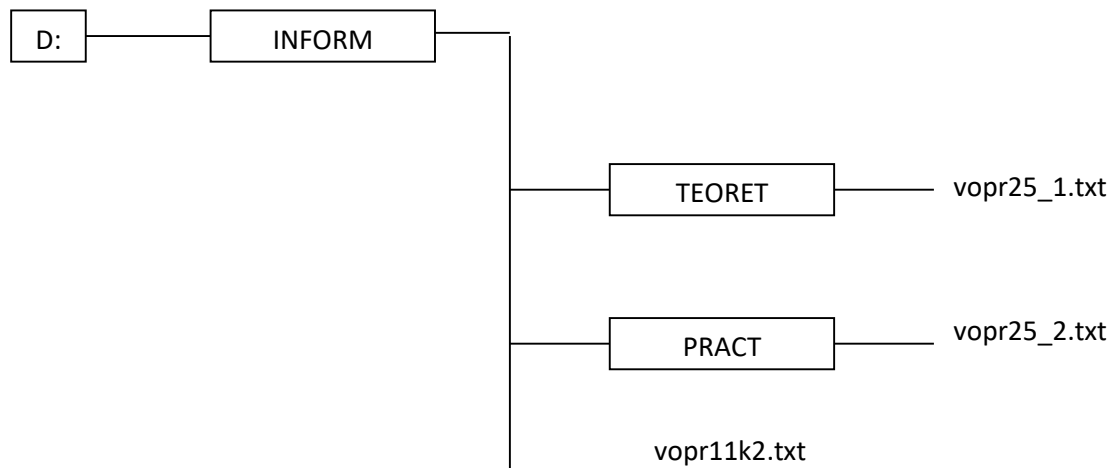 D:
INFORM
TEORET
vopr25_1.txt
PRACT
vopr25_2.txt
vopr11k2.txt